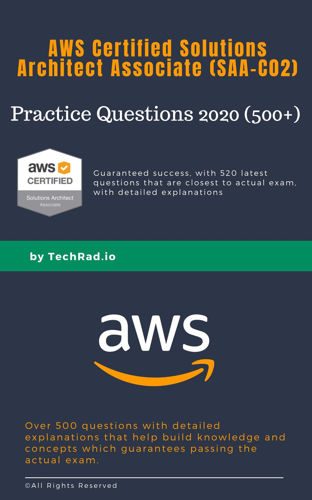 AWS Certified Solutions
Architect Associate (SAA-C02)
Practice Questions 2020 (500+)
aws
CERTIFIED
Solutions Architect
Associate
Guaranteed success, with 520 latest
questions that are closest to actual exam,
with detailed explanations
by TechRad.io
aws
Over 500 questions with detailed
explanations that help build knowledge and
concepts which guarantees passing the
actual exam.
©All Rights Reserved